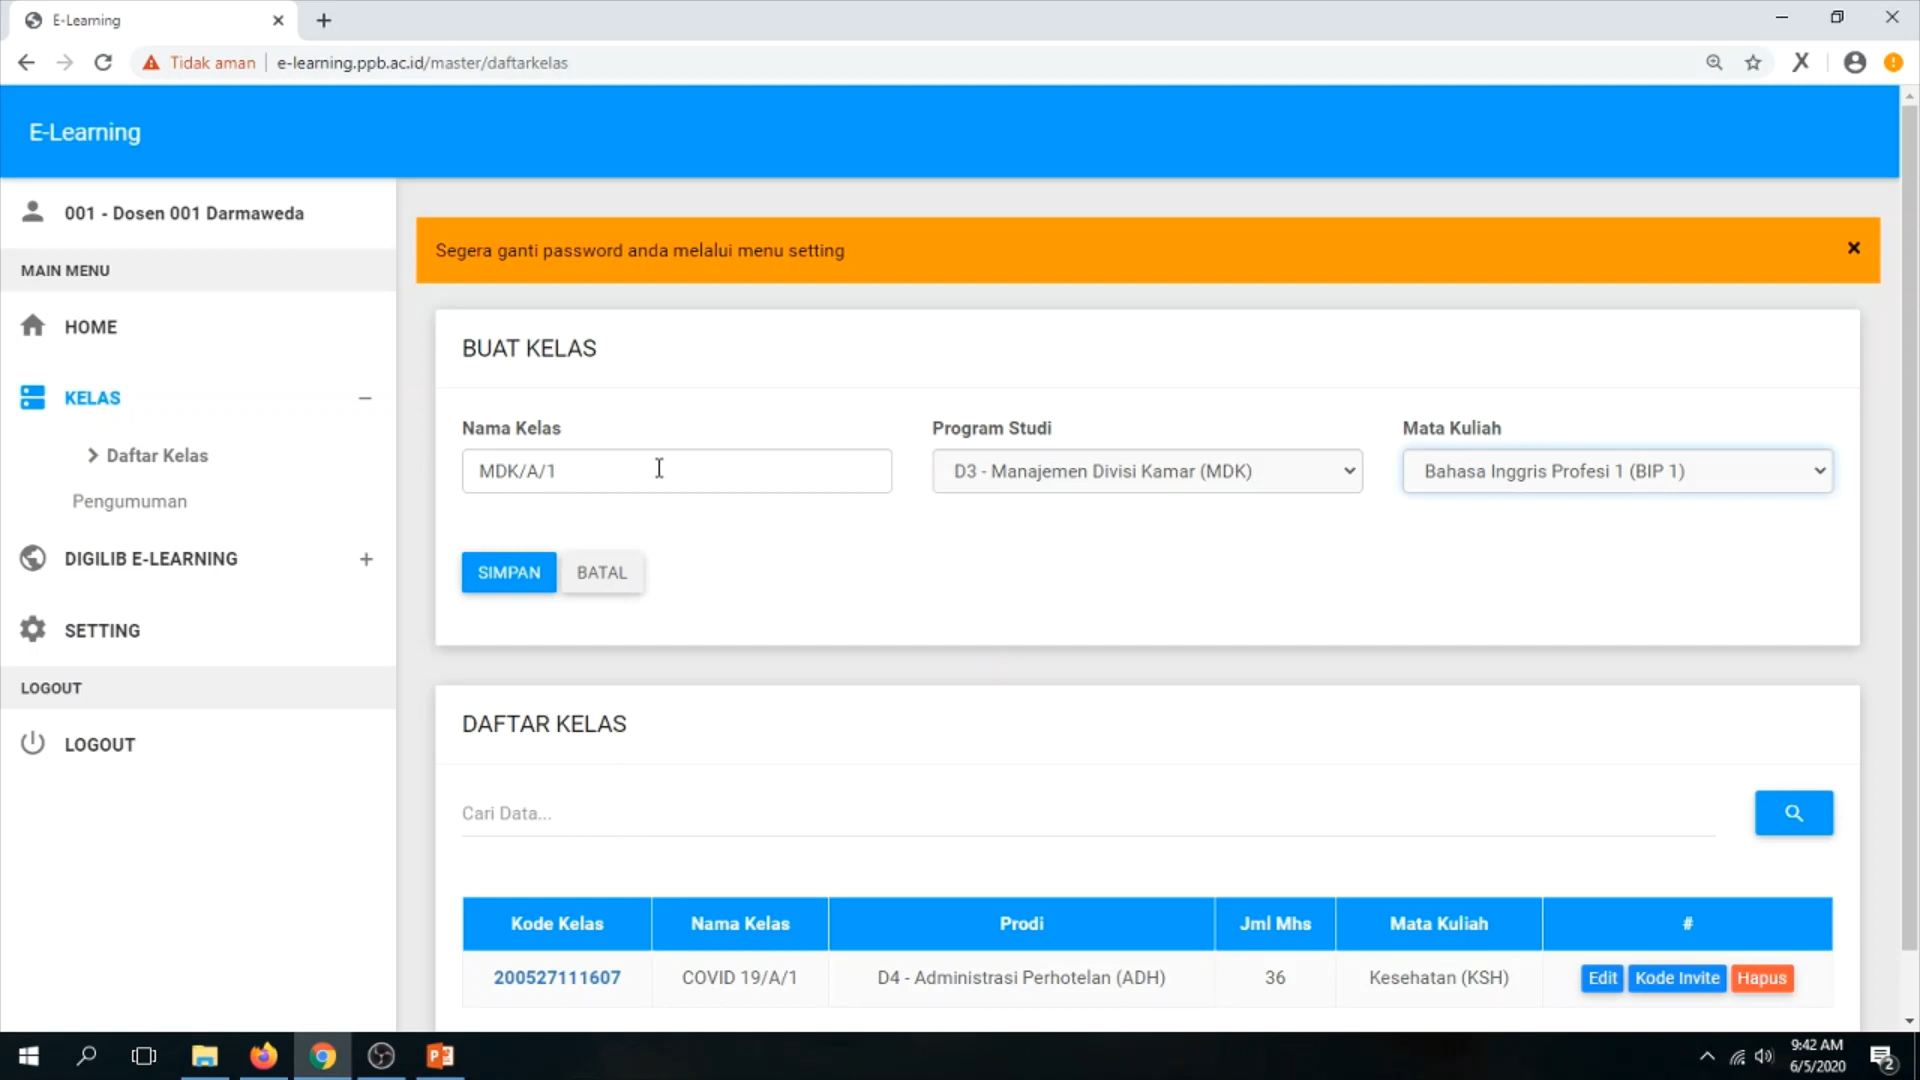 E-Learning
Tidak aman
e-learning.ppb.ac.id/master/daftarkelas
E-Learning
001 - Dosen 001 Darmaweda
MAIN MENU
HOME
KELAS
Daftar Kelas
Pengumuman
DIGILIB E-LEARNING
SETTING
LOGOUT
LOGOUT
Segera ganti password anda melalui menu setting
BUAT KELAS
Nama Kelas
Program Studi
Mata Kuliah
MDK/A/1
D3 - Manajemen Divisi Kamar (MDK)
Bahasa Inggris Profesi 1 (BIP 1)
SIMPAN
BATAL
DAFTAR KELAS
Cari Data...
Kode Kelas Nama Kelas Prodi Jml Mhs Mata Kuliah #
200527111607 COVID 19/A/1 D4 - Administrasi Perhotelan (ADH) 36 Kesehatan (KSH) Edit Kode Invite Hapus
9:42 AM
6/5/2020
2